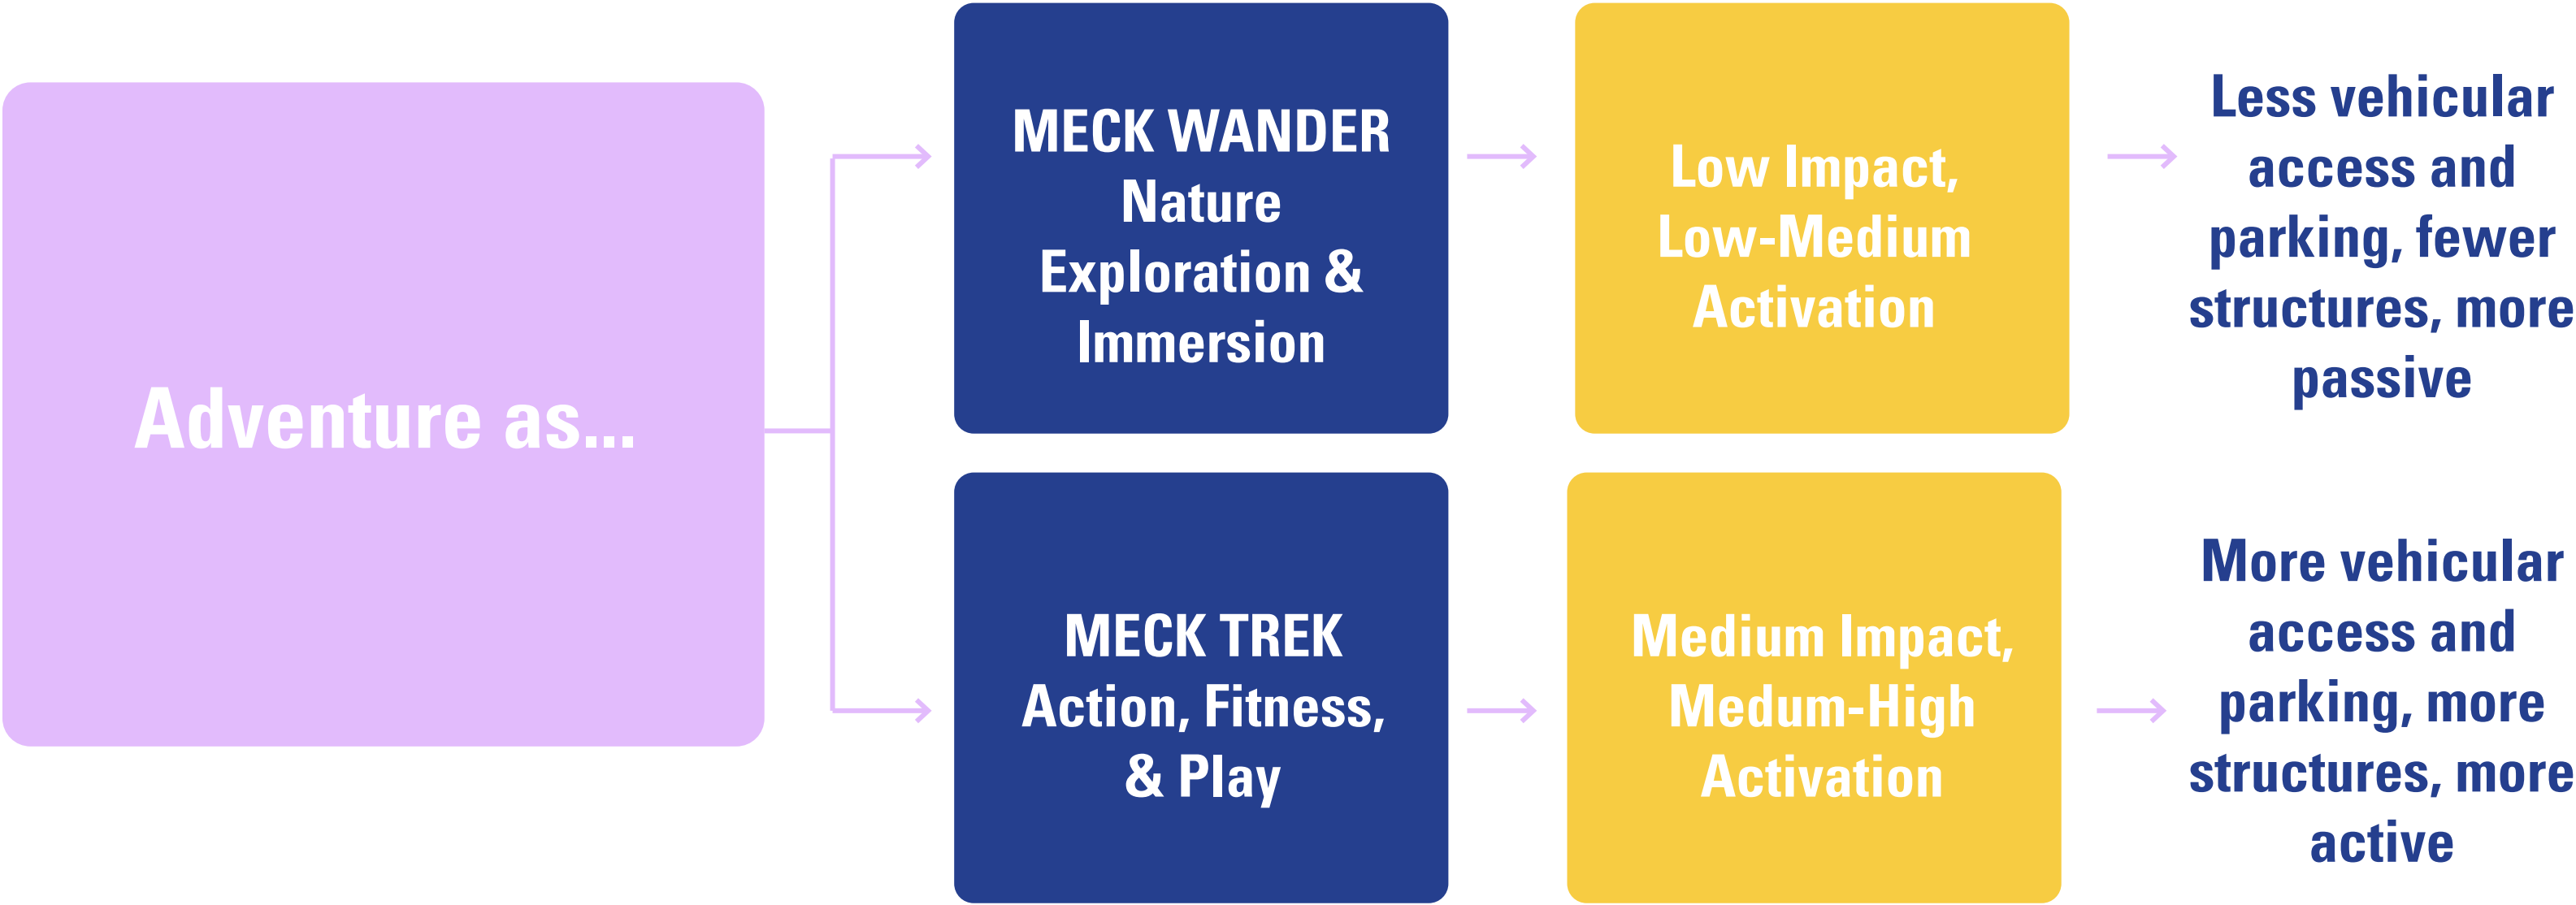 Adventure as...
MECK WANDER
Nature
Exploration &
Immersion
Low Impact,
Low-Medium
Activation
Less vehicular
access and
parking, fewer
structures, more
passive
MECK TREK
Action, Fitness,
& Play
Medium Impact,
Medum-High
Activation
More vehicular
access and
parking, more
structures, more
active